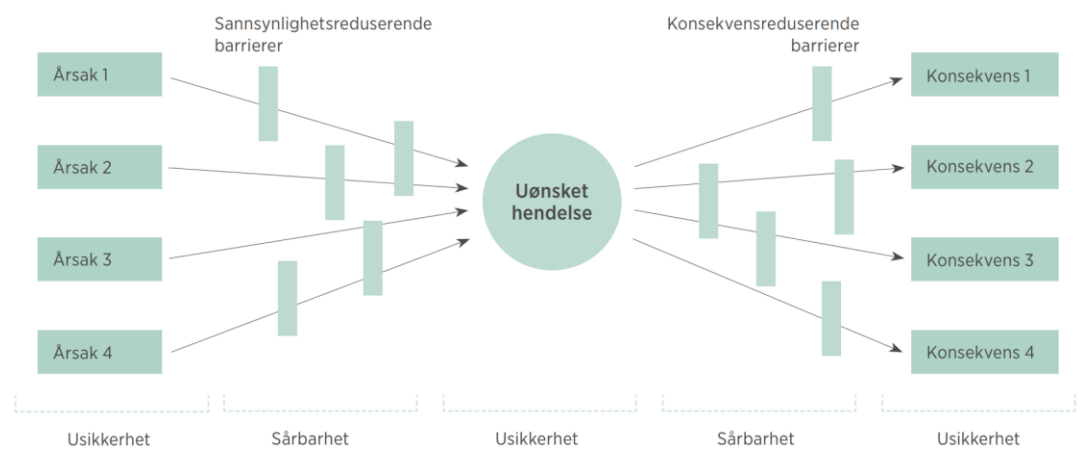 Sannsynlighetsreduserende
barrierer
Konsekvensreduserende
barrierer
Årsak 1
Årsak 2
Årsak 3
Årsak 4
Uønsket
hendelse
Konsekvens 1
Konsekvens 2
Konsekvens 3
Konsekvens 4
Usikkerhet
Sårbarhet
Usikkerhet
Sårbarhet
Usikkerhet